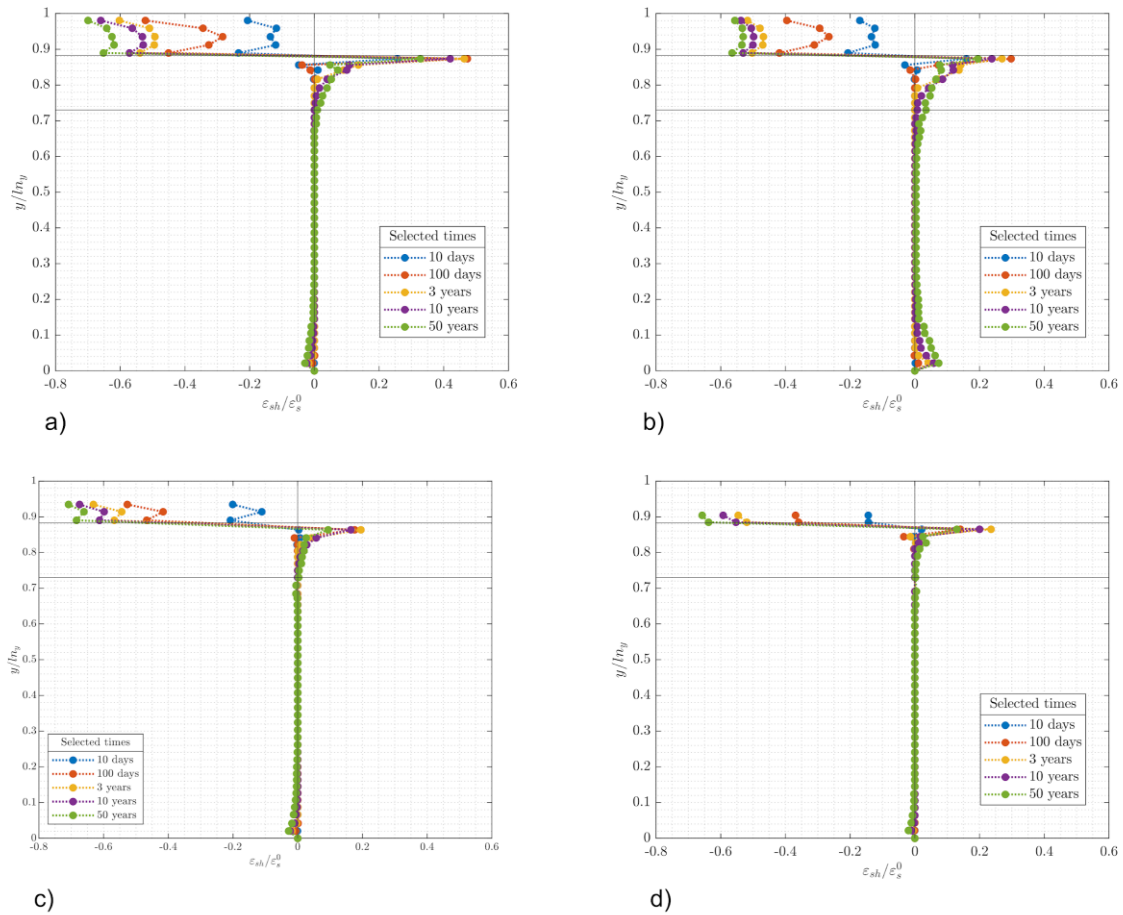 1
0.9
0.8
0.7
0.6
0.5
0.4
0.3
0.2
0.1
0
y/ln_y
-0.8 -0.6 -0.4 -0.2 0 0.2 0.4 0.6
ε_sh/ε_s^0
Selected times
10 days
100 days
3 years
10 years
50 years
a)
1
0.9
0.8
0.7
0.6
0.5
0.4
0.3
0.2
0.1
0
y/ln_y
-0.8 -0.6 -0.4 -0.2 0 0.2 0.4 0.6
ε_sh/ε_s^0
Selected times
10 days
100 days
3 years
10 years
50 years
b)
1
0.9
0.8
0.7
0.6
0.5
0.4
0.3
0.2
0.1
0
y/ln_y
-0.8 -0.6 -0.4 -0.2 0 0.2 0.4 0.6
ε_sh/ε_s^0
Selected times
10 days
100 days
3 years
10 years
50 years
c)
1
0.9
0.8
0.7
0.6
0.5
0.4
0.3
0.2
0.1
0
y/ln_y
-0.8 -0.6 -0.4 -0.2 0 0.2 0.4 0.6
ε_sh/ε_s^0
Selected times
10 days
100 days
3 years
10 years
50 years
d)